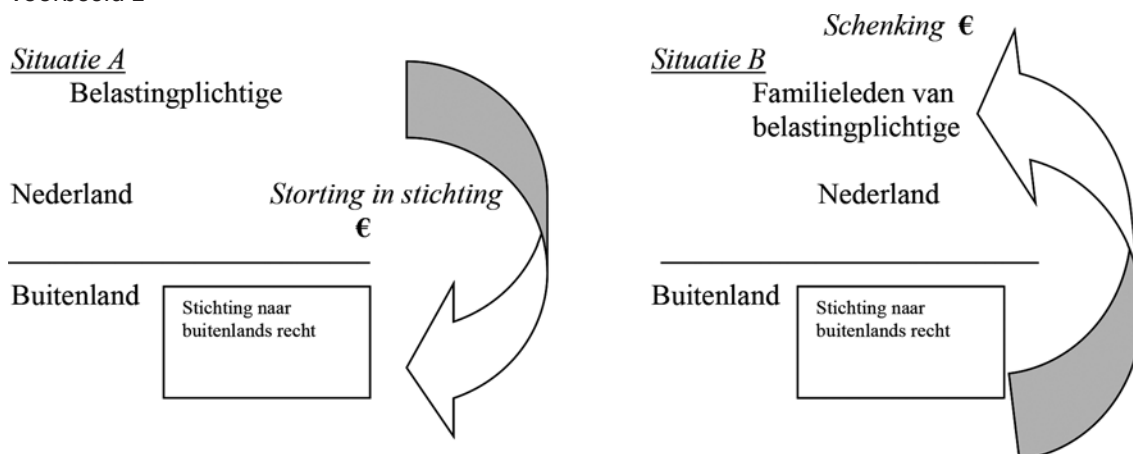 Situatie A
Belastingplichtige
Nederland
Storting in stichting
€
Buitenland
Stichting naar
buitenlands recht
Schenking €
Situatie B
Familieleden van
belastingplichtige
Nederland
Buitenland
Stichting naar
buitenlands recht